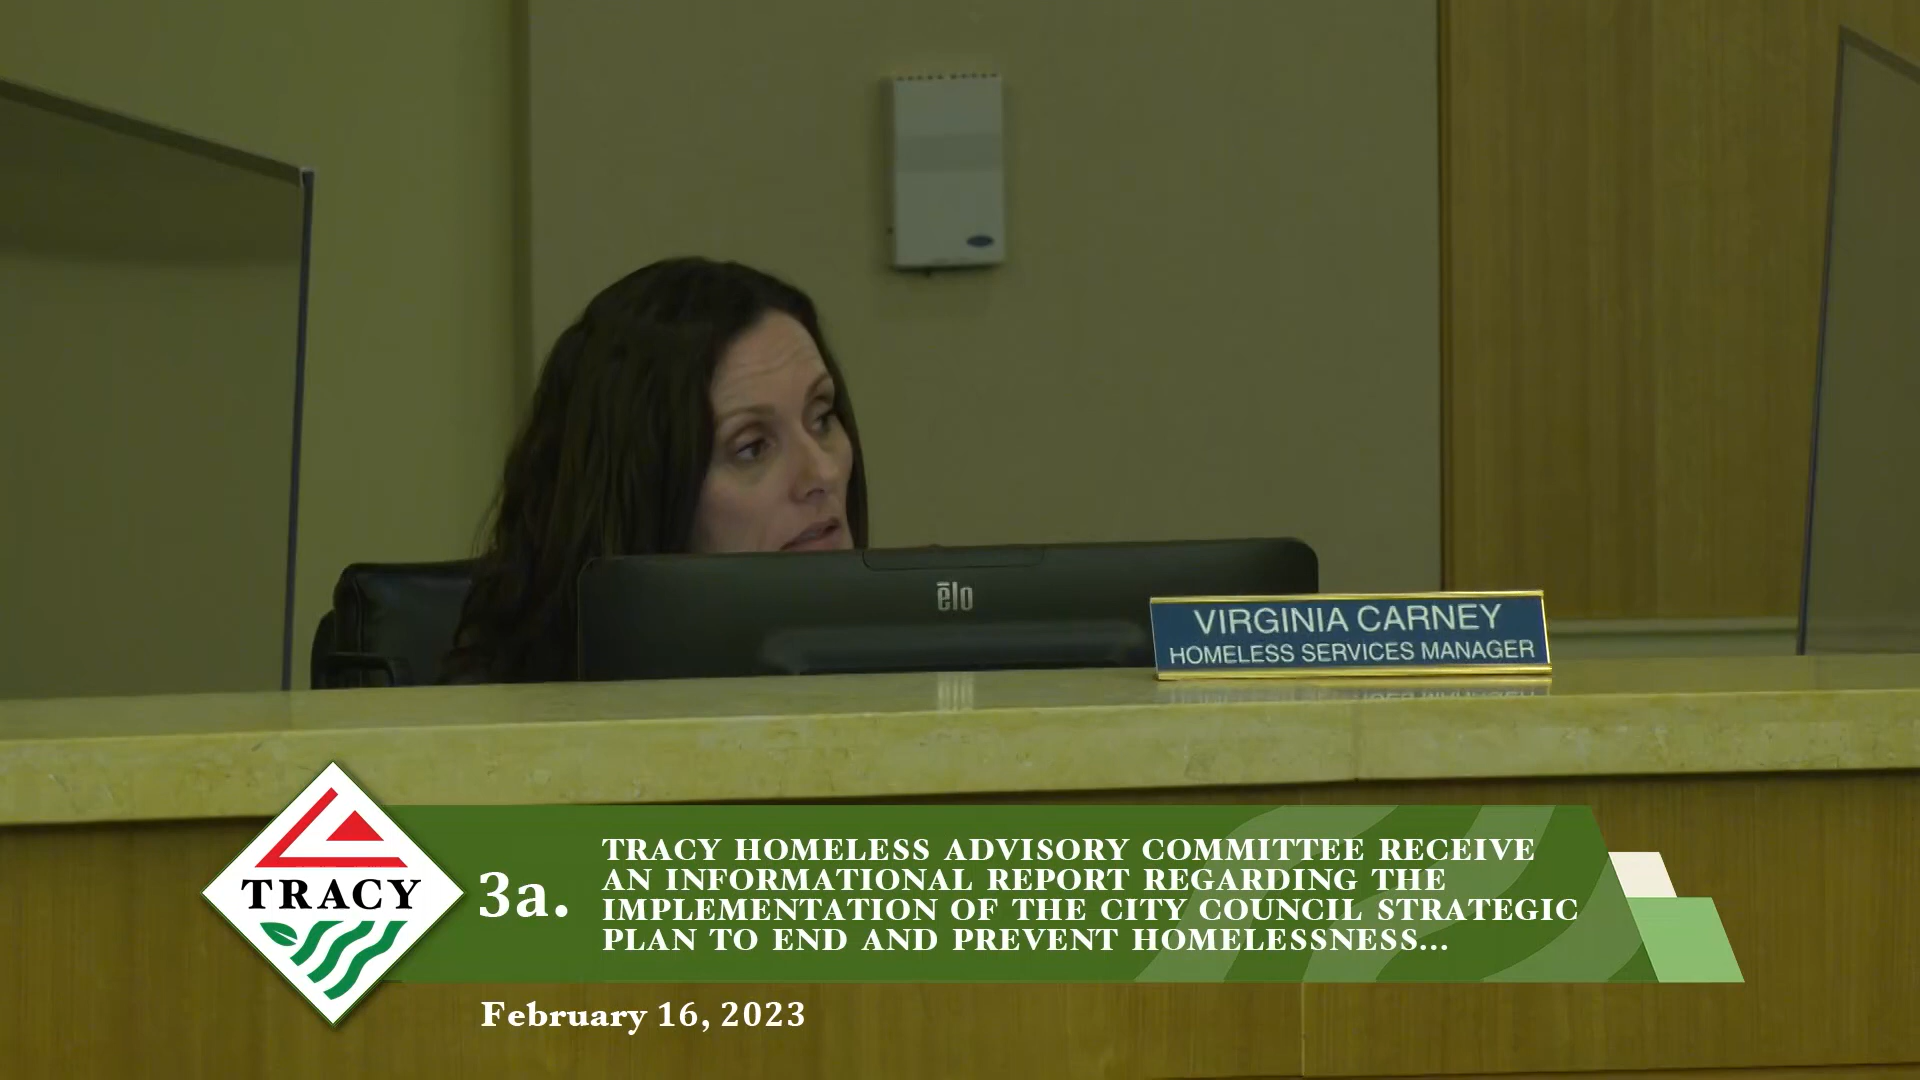 ēlo
VIRGINIA CARNEY
HOMELESS SERVICES MANAGER
TRACY
3a.
TRACY HOMELESS ADVISORY COMMITTEE RECEIVE
AN INFORMATIONAL REPORT REGARDING THE
IMPLEMENTATION OF THE CITY COUNCIL STRATEGIC
PLAN TO END AND PREVENT HOMELESSNESS...
February 16, 2023